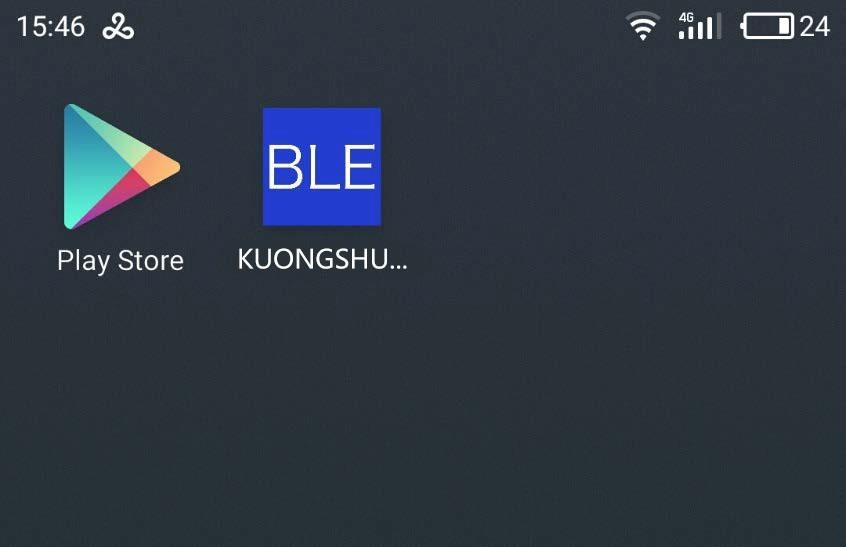 15:46 4G 24
BLE
Play Store KUONGSHU...